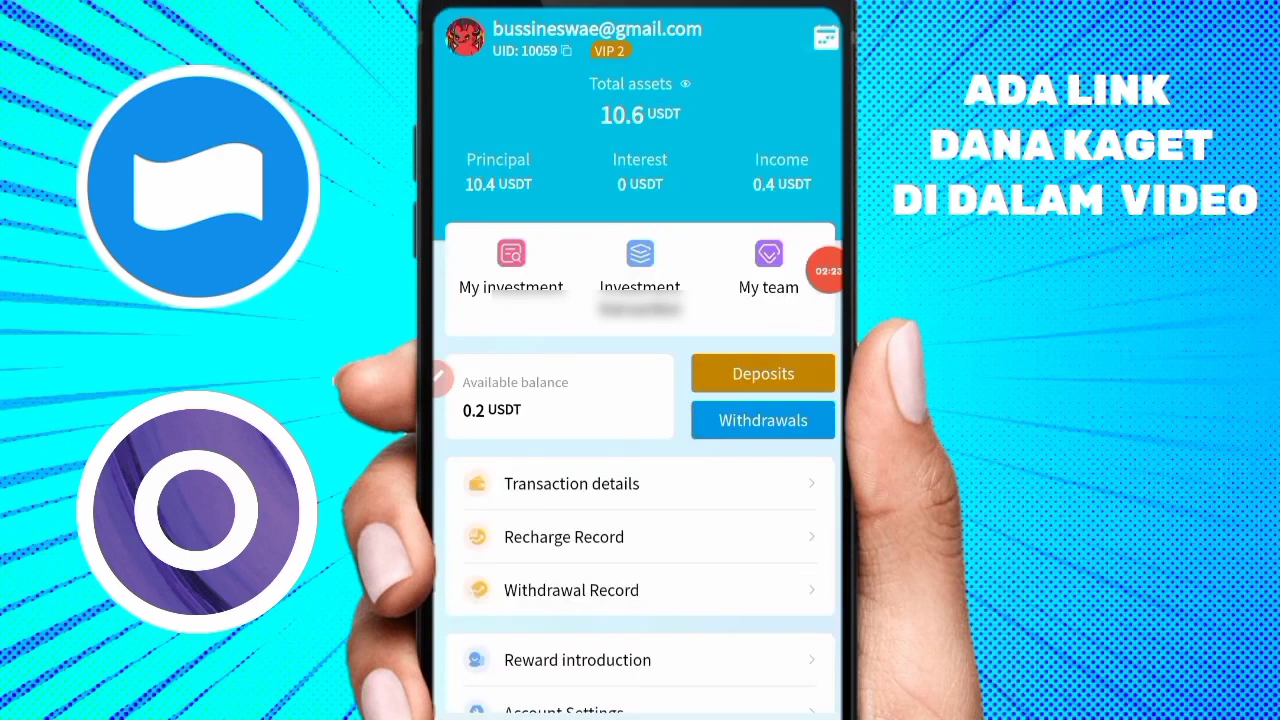 bussineswae@gmail.com
UID: 10059
VIP 2
Total assets
10.6 USDT
Principal
Interest
Income
10.4 USDT
0 USDT
0.4 USDT
My investment
Investment
My team
02:23
Available balance
0.2 USDT
Deposits
Withdrawals
Transaction details
Recharge Record
Withdrawal Record
Reward introduction
Account Settings
ADA LINK
DANA KAGET
DI DALAM VIDEO